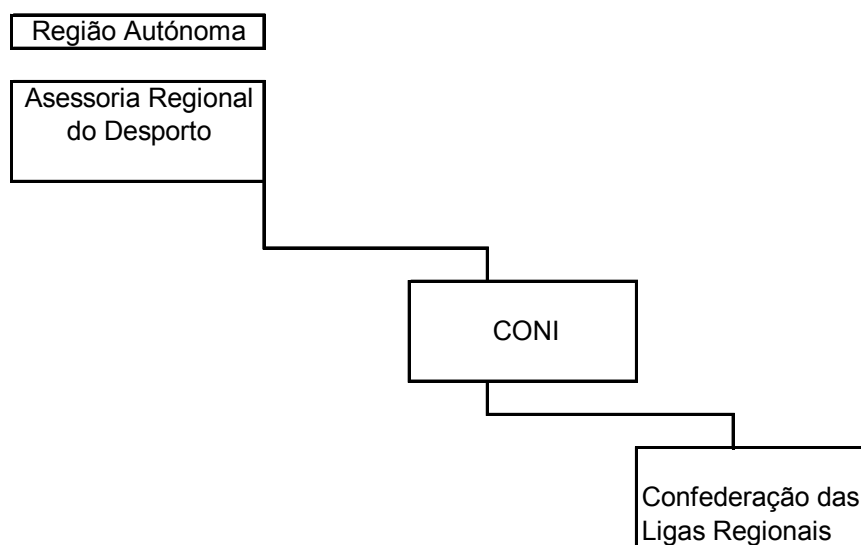 Região Autónoma
Asessoria Regional
do Desporto
CONI
Confederação das
Ligas Regionais